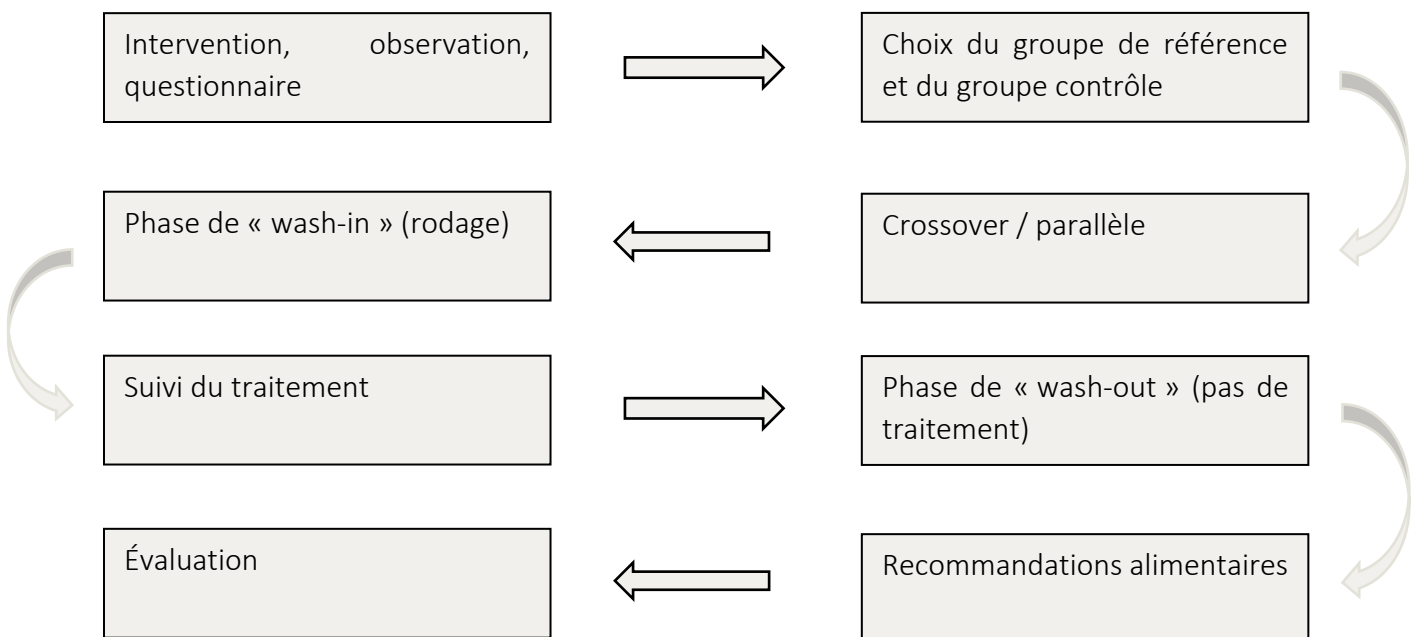 Intervention, observation,
questionnaire
Choix du groupe de référence
et du groupe contrôle
Crossover / parallèle
Phase de « wash-in » (rodage)
Suivi du traitement
Phase de « wash-out » (pas de
traitement)
Recommandations alimentaires
Évaluation